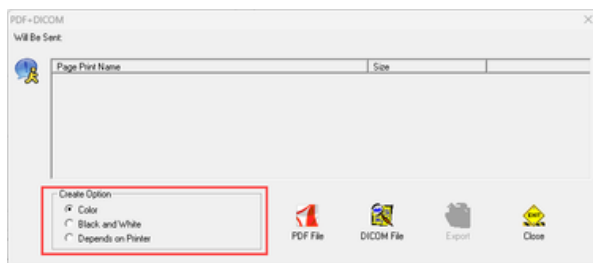 PDF+DICOM
Will Be Sent:
Page Print Name Size
Create Option
Color
Black and White
Depends on Printer
PDF File DICOM File Export Close
EXIT